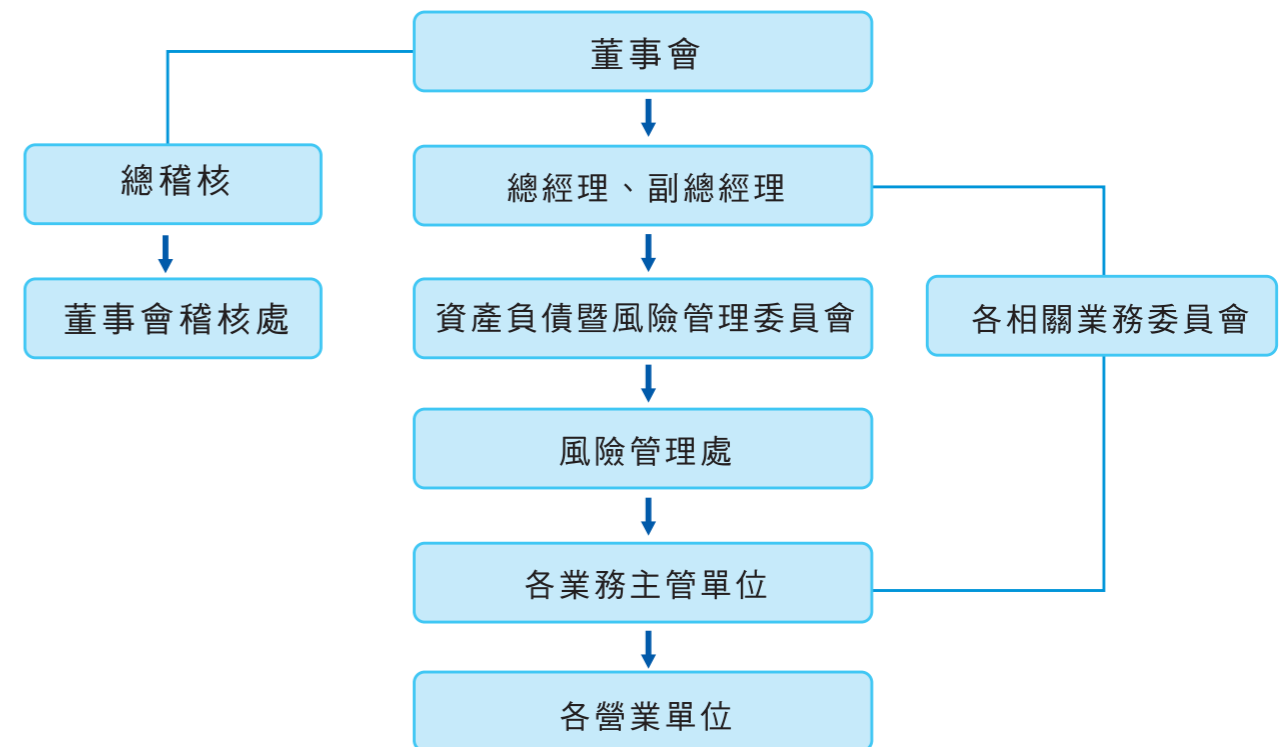 董事會
總稽核
總經理、副總經理
董事會稽核處
資產負債暨風險管理委員會
各相關業務委員會
風險管理處
各業務主管單位
各營業單位